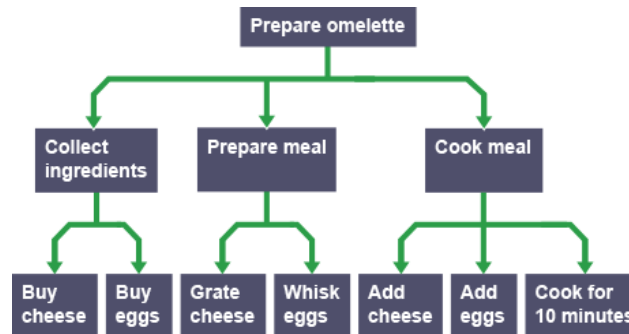 Prepare omelette
Collect
ingredients
Prepare meal
Cook meal
Buy
cheese
Buy
eggs
Grate
cheese
Whisk
eggs
Add
cheese
Add
eggs
Cook for
10 minutes